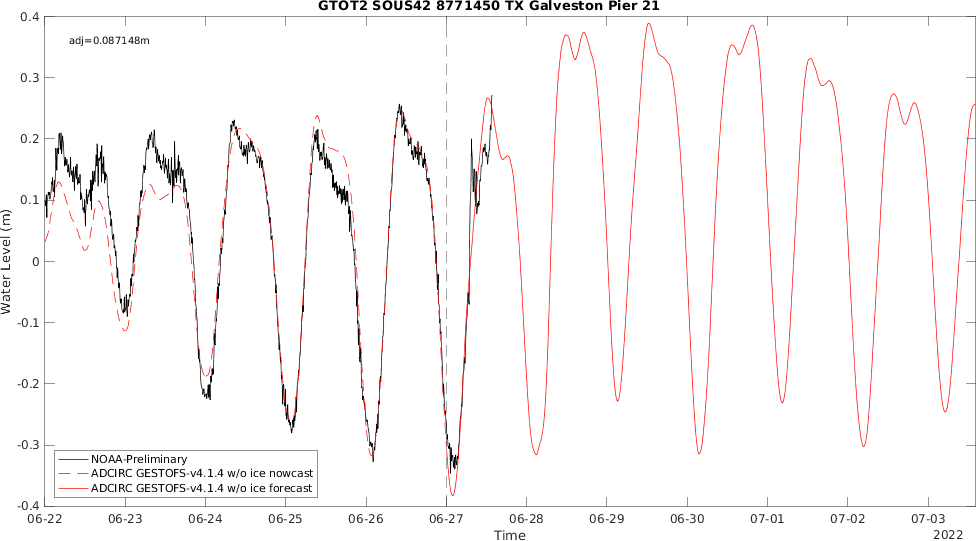 GTOT2 SOUS42 8771450 TX Galveston Pier 21
adj=0.087148m
0.4
0.3
0.2
0.1
0
-0.1
-0.2
-0.3
-0.4
Water Level (m)
NOAA-Preliminary
ADCIRC GESTOFS-v4.1.4 w/o ice nowcast
ADCIRC GESTOFS-v4.1.4 w/o ice forecast
06-22 06-23 06-24 06-25 06-26 06-27 06-28 06-29 06-30 07-01 07-02 07-03
Time
2022